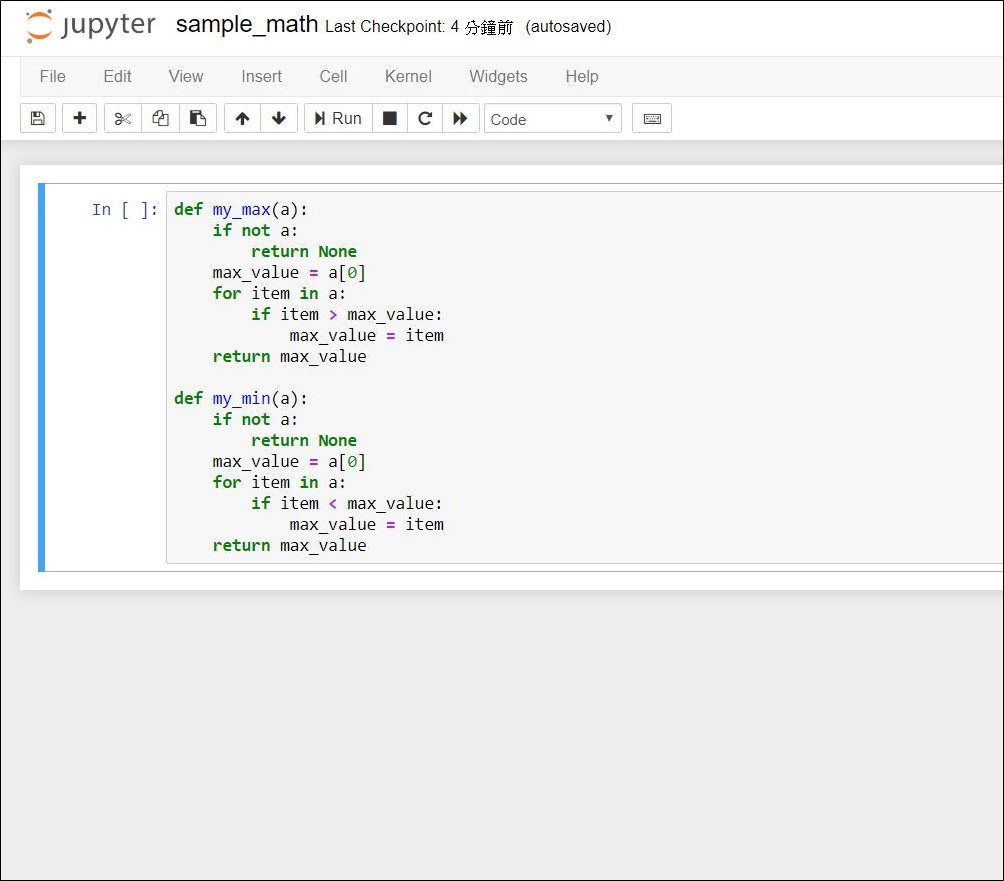 jupyter sample_math Last Checkpoint: 4 分鐘前 (autosaved)
File Edit View Insert Cell Kernel Widgets Help
Run Code
In [ ]:
def my_max(a):
    if not a:
        return None
    max_value = a[0]
    for item in a:
        if item > max_value:
            max_value = item
    return max_value

def my_min(a):
    if not a:
        return None
    max_value = a[0]
    for item in a:
        if item < max_value:
            max_value = item
    return max_value